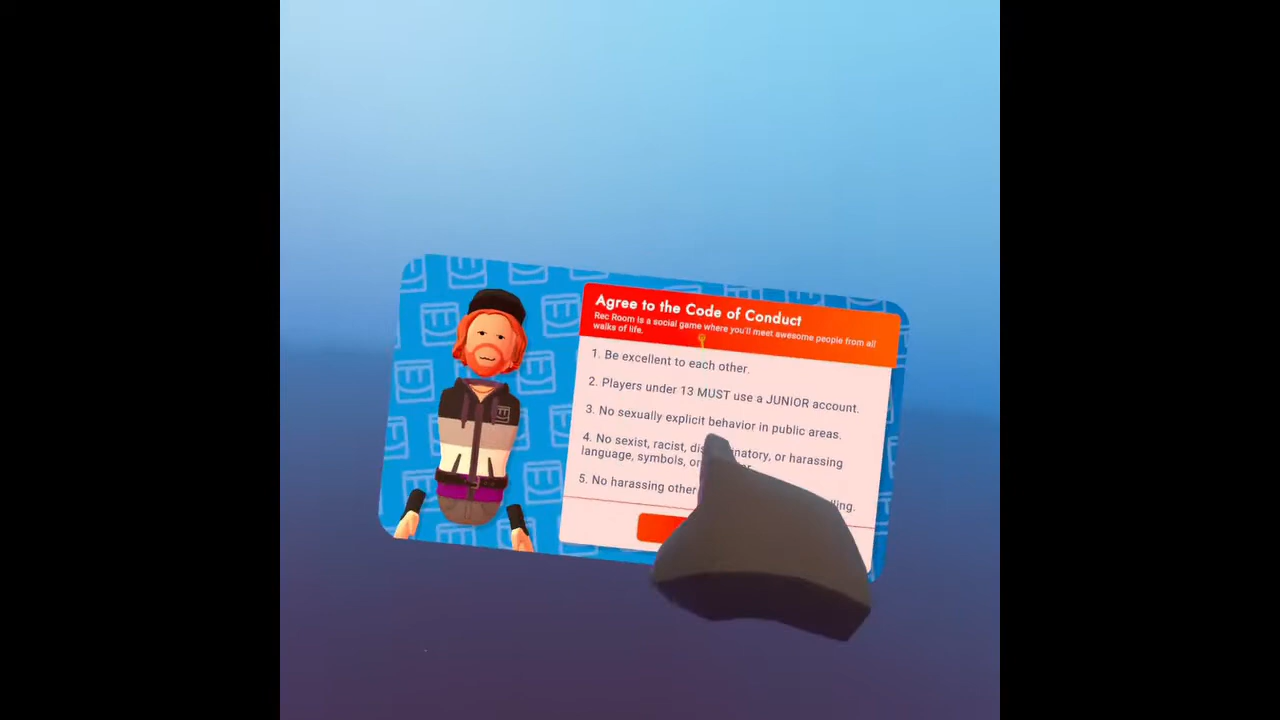 Agree to the Code of Conduct
Rec Room is a social game where you'll meet awesome people from all
walks of life.
1. Be excellent to each other.
2. Players under 13 MUST use a JUNIOR account.
3. No sexually explicit behavior in public areas.
4. No sexist, racist, or harassing
language, symbols, or
5. No harassing other